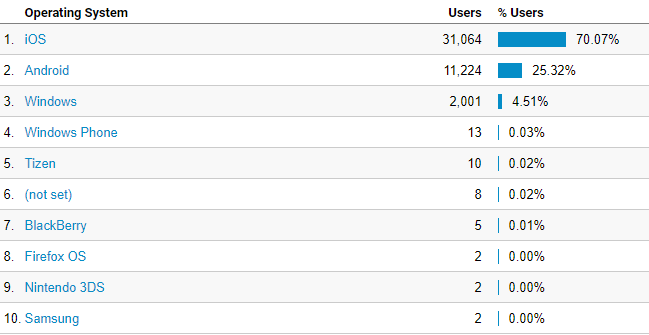 Operating System Users % Users
1. iOS 31,064 70.07%
2. Android 11,224 25.32%
3. Windows 2,001 4.51%
4. Windows Phone 13 0.03%
5. Tizen 10 0.02%
6. (not set) 8 0.02%
7. BlackBerry 5 0.01%
8. Firefox OS 2 0.00%
9. Nintendo 3DS 2 0.00%
10. Samsung 2 0.00%